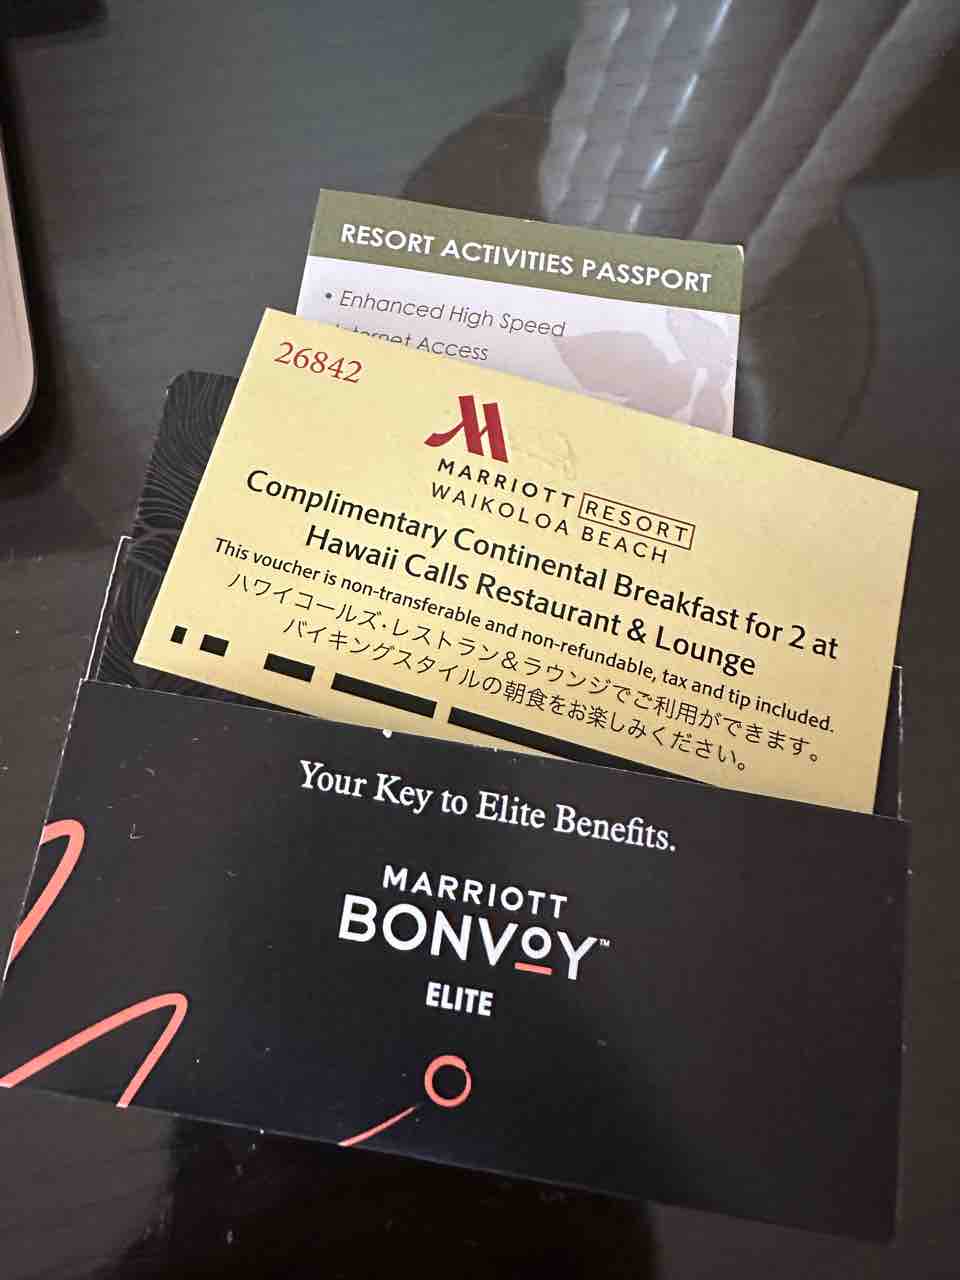 RESORT ACTIVITIES PASSPORT
• Enhanced High Speed
Internet Access
26842
MARRIOTT RESORT
WAIKOLOA BEACH
Complimentary Continental Breakfast for 2 at
Hawaii Calls Restaurant & Lounge
This voucher is non-transferable and non-refundable, tax and tip included.
ハワイコールズ・レストラン＆ラウンジでご利用ができます。
バイキングスタイルの朝食をお楽しみください。
Your Key to Elite Benefits.
MARRIOTT
BONVOY™
ELITE